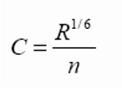 C = R^{1/6} / n